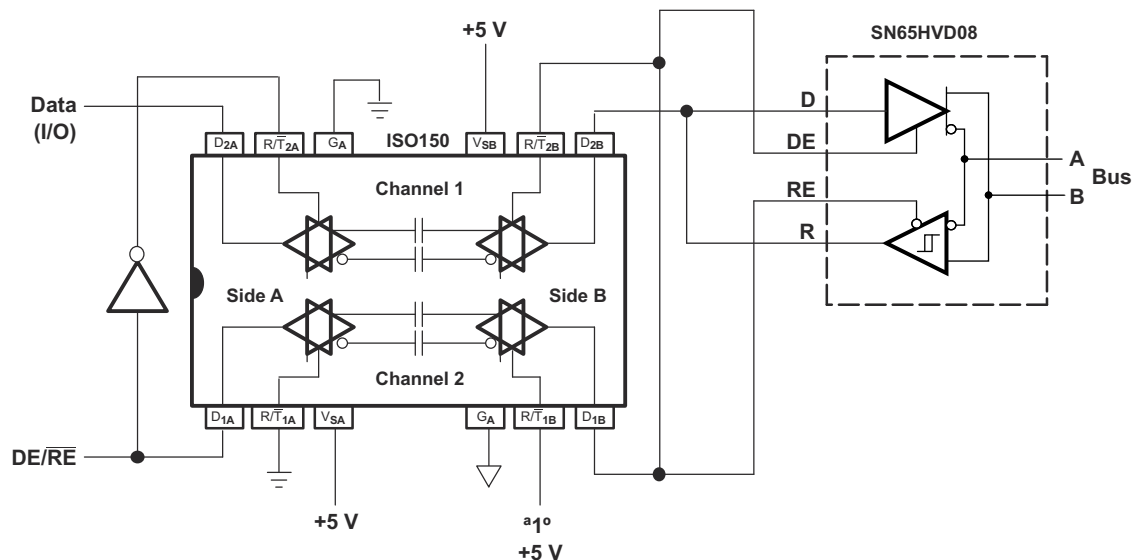 +5 V
SN65HVD08
Data
(I/O)
D2A
R/T̅2A
GA
ISO150
VSB
R/T̅2B
D2B
D
DE
A
Bus
B
RE
R
Channel 1
Side A
Side B
Channel 2
D1A
R/T̅1A
VSA
GA
R/T̅1B
D1B
DE/R̅E̅
+5 V
ª1º
+5 V